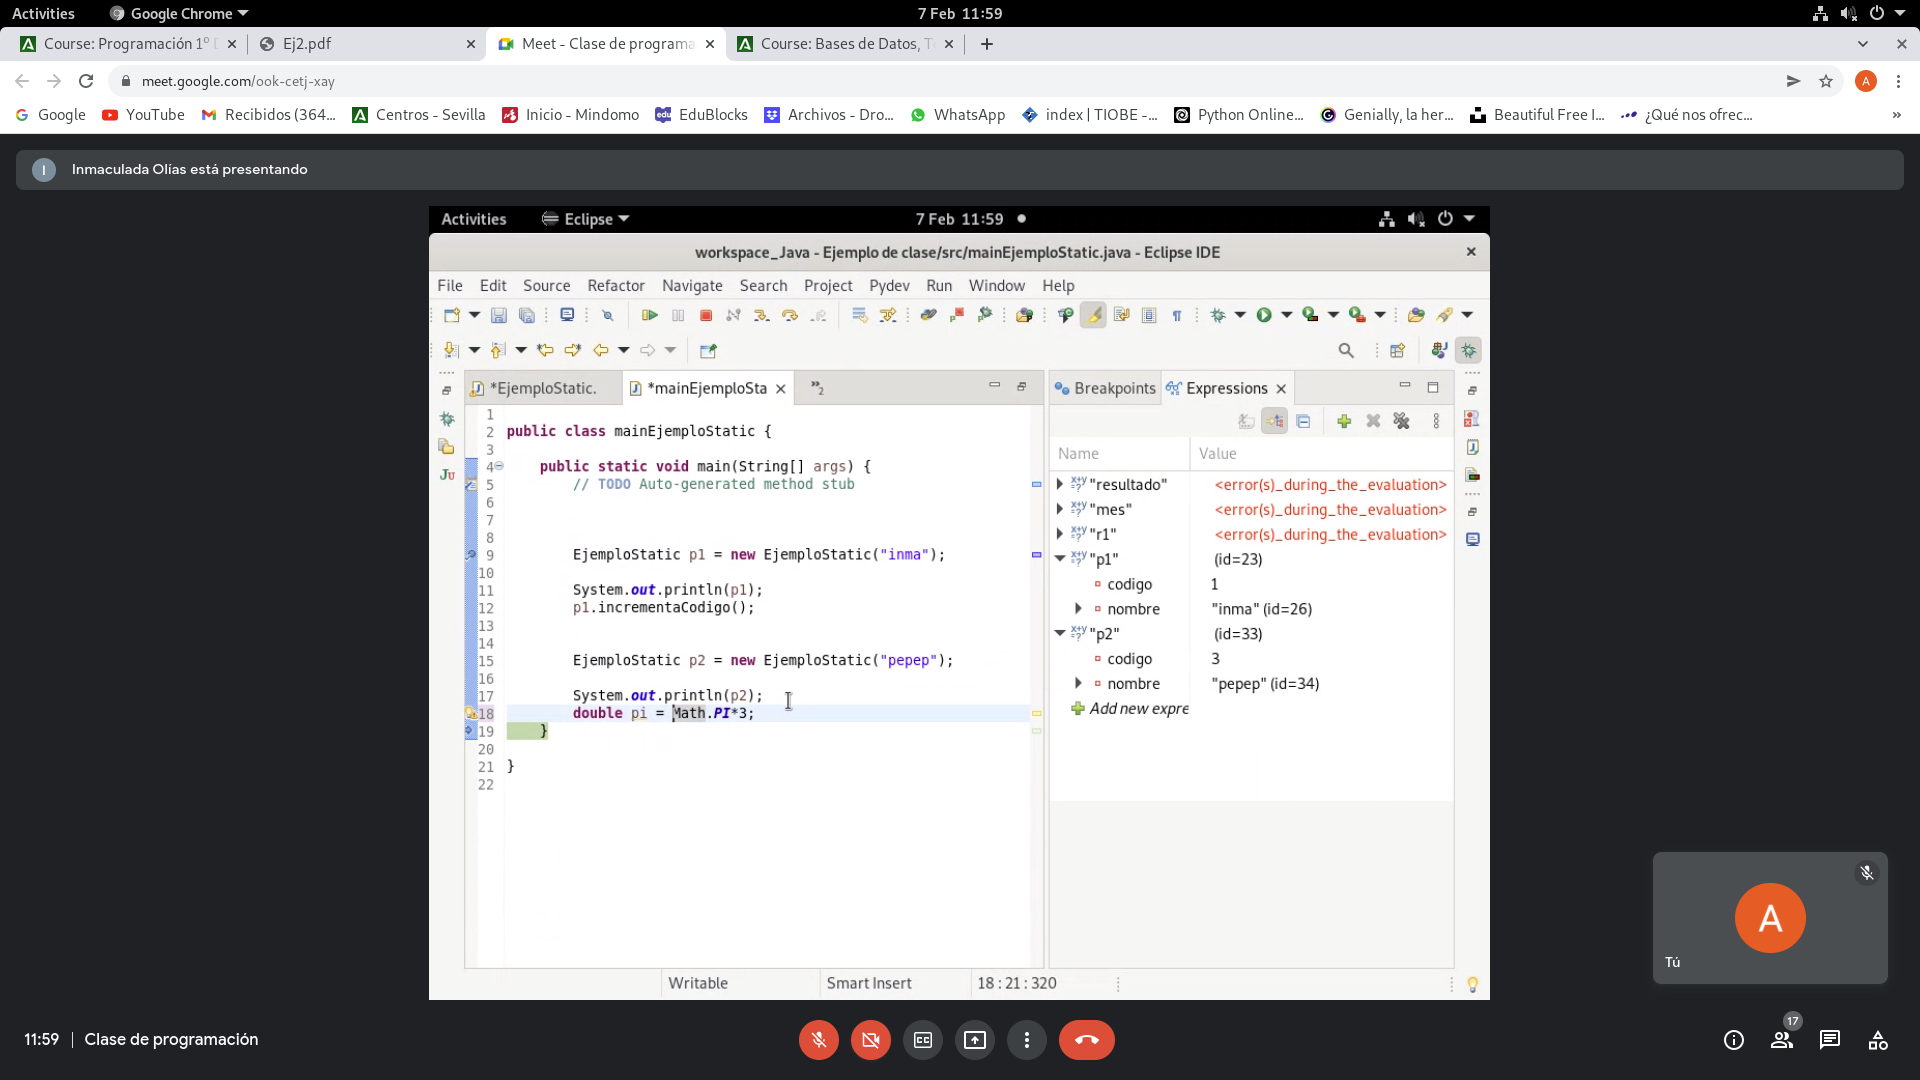 Activities Google Chrome 7 Feb 11:59
Course: Programación 1º D Ej2.pdf Meet - Clase de programa Course: Bases de Datos, T
meet.google.com/ook-cetj-xay A
Google YouTube Recibidos (364... Centros - Sevilla Inicio - Mindomo EduBlocks Archivos - Dro... WhatsApp index | TIOBE -... Python Online... Genially, la her... Beautiful Free I... ¿Qué nos ofrec... »
I Inmaculada Olías está presentando
Activities Eclipse 7 Feb 11:59
workspace_Java - Ejemplo de clase/src/mainEjemploStatic.java - Eclipse IDE
File Edit Source Refactor Navigate Search Project Pydev Run Window Help
*EjemploStatic. *mainEjemploSta »2 Breakpoints Expressions
Name Value
1
2 public class mainEjemploStatic {
3
4 public static void main(String[] args) {
5 // TODO Auto-generated method stub
6
7
8
9 EjemploStatic p1 = new EjemploStatic("inma");
10
11 System.out.println(p1);
12 p1.incrementaCodigo();
13
14
15 EjemploStatic p2 = new EjemploStatic("pepep");
16
17 System.out.println(p2);
18 double pi = Math.PI*3;
19 }
20
21 }
22
"resultado" <error(s)_during_the_evaluation>
"mes" <error(s)_during_the_evaluation>
"r1" <error(s)_during_the_evaluation>
"p1" (id=23)
codigo 1
nombre "inma" (id=26)
"p2" (id=33)
codigo 3
nombre "pepep" (id=34)
Add new expre
Writable Smart Insert 18 : 21 : 320
A
Tú
11:59 | Clase de programación
17